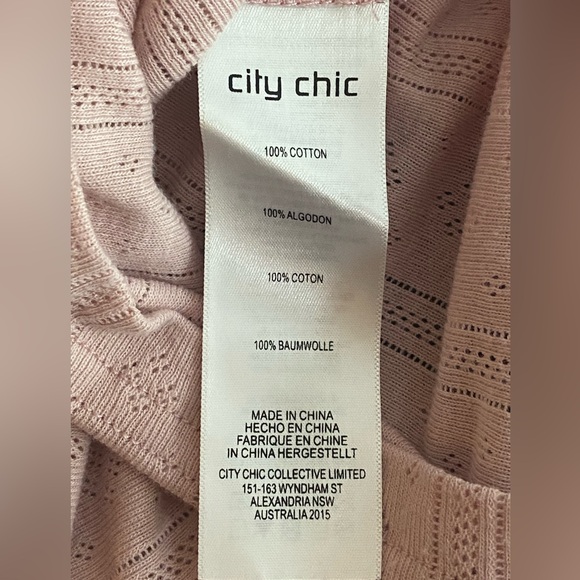 city chic
100% COTTON
100% ALGODON
100% COTON
100% BAUMWOLLE
MADE IN CHINA
HECHO EN CHINA
FABRIQUE EN CHINE
IN CHINA HERGESTELLT
CITY CHIC COLLECTIVE LIMITED
151-163 WYNDHAM ST
ALEXANDRIA NSW
AUSTRALIA 2015